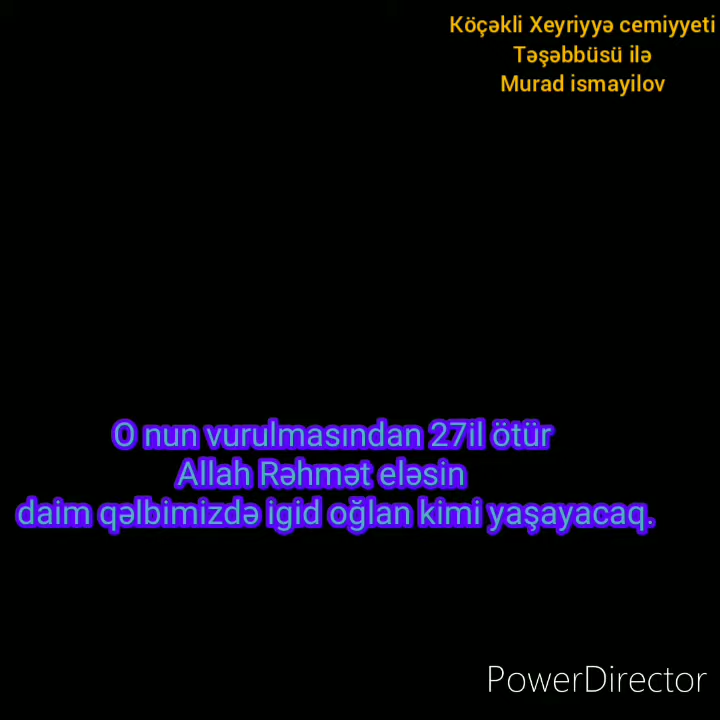 Köçəkli Xeyriyyə cemiyyeti
Təşəbbüsü ilə
Murad ismayilov
O nun vurulmasından 27il ötür
Allah Rəhmət eləsin
daim qəlbimizdə igid oğlan kimi yaşayacaq.
PowerDirector